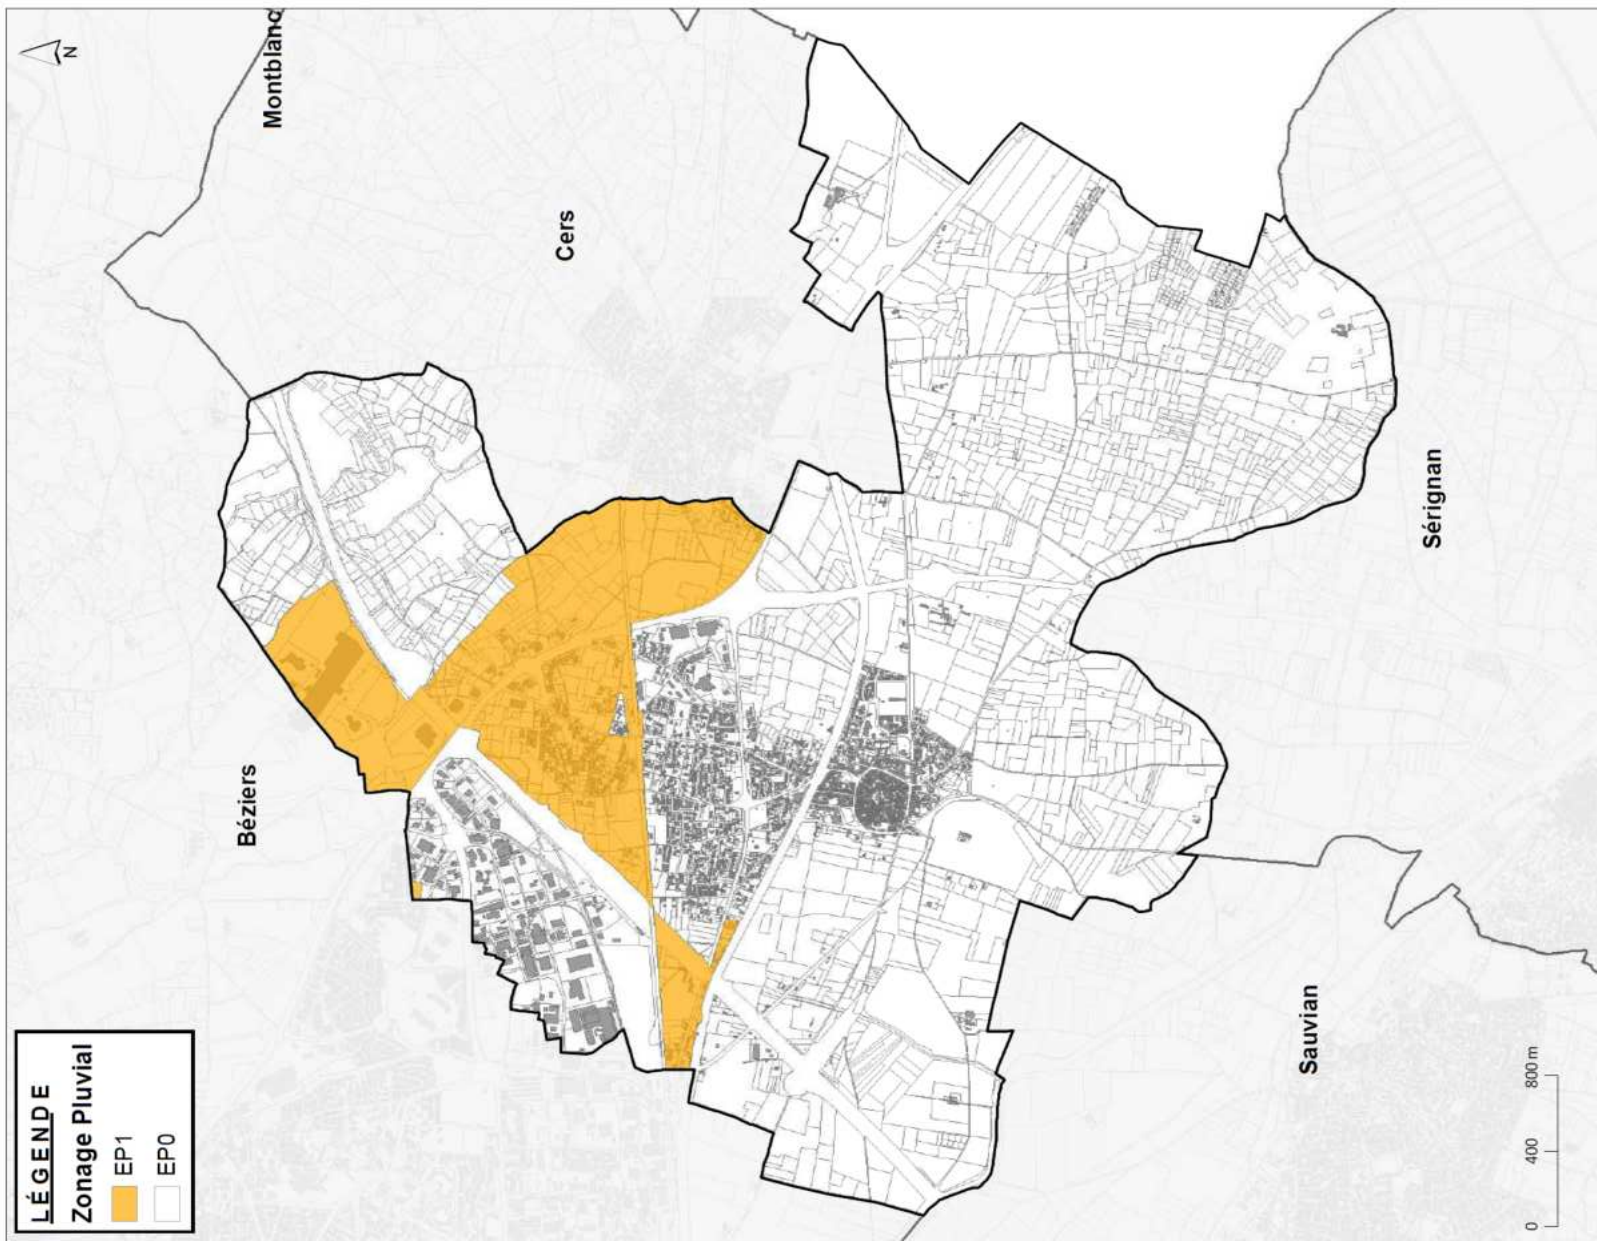 LÉGENDE
Zonage Pluvial
EP1
EP0
Béziers
Cers
Montblanc
N
Sauvian
Sérignan
0 400 800 m